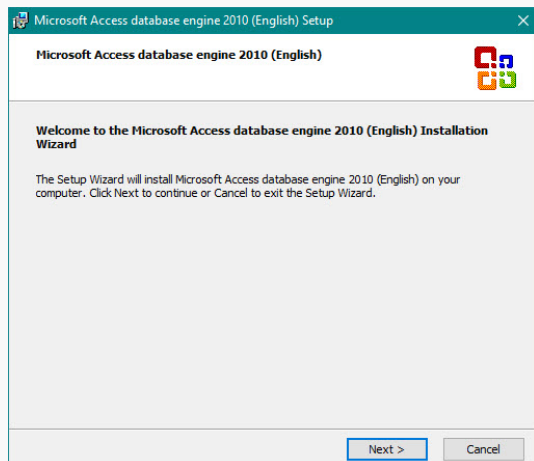 Microsoft Access database engine 2010 (English) Setup
Microsoft Access database engine 2010 (English)
Welcome to the Microsoft Access database engine 2010 (English) Installation
Wizard
The Setup Wizard will install Microsoft Access database engine 2010 (English) on your
computer. Click Next to continue or Cancel to exit the Setup Wizard.
Next >
Cancel